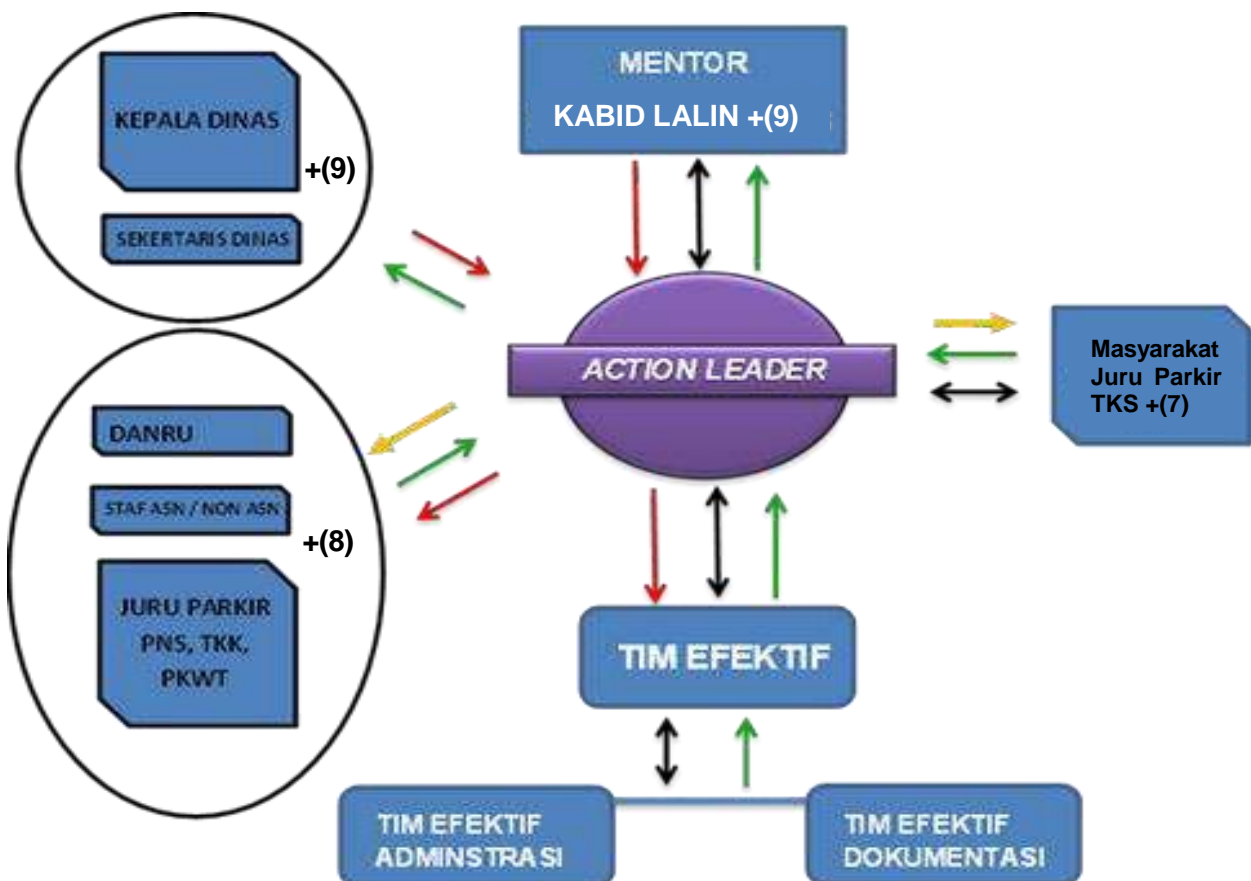 KEPALA DINAS
+(9)
SEKERTARIS DINAS
MENTOR
KABID LALIN +(9)
ACTION LEADER
Masyarakat
Juru Parkir
TKS +(7)
DANRU
STAF ASN / NON ASN
+(8)
JURU PARKIR
PNS, TKK,
PKWT
TIM EFEKTIF
TIM EFEKTIF
ADMINSTRASI
TIM EFEKTIF
DOKUMENTASI